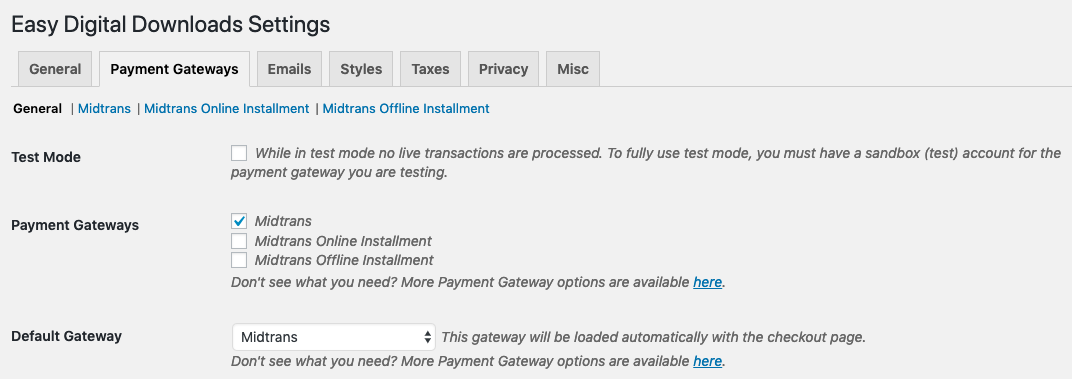 Easy Digital Downloads Settings
General Payment Gateways Emails Styles Taxes Privacy Misc
General | Midtrans | Midtrans Online Installment | Midtrans Offline Installment
Test Mode While in test mode no live transactions are processed. To fully use test mode, you must have a sandbox (test) account for the
payment gateway you are testing.
Payment Gateways Midtrans
Midtrans Online Installment
Midtrans Offline Installment
Don't see what you need? More Payment Gateway options are available here.
Default Gateway Midtrans This gateway will be loaded automatically with the checkout page.
Don't see what you need? More Payment Gateway options are available here.